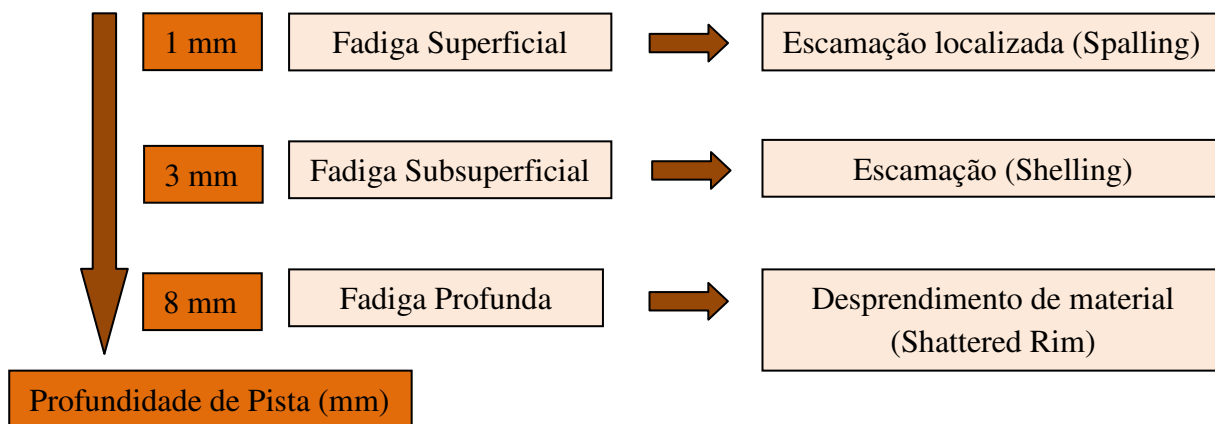 1 mm
Fadiga Superficial
Escamação localizada (Spalling)
3 mm
Fadiga Subsuperficial
Escamação (Shelling)
8 mm
Fadiga Profunda
Desprendimento de material
(Shattered Rim)
Profundidade de Pista (mm)